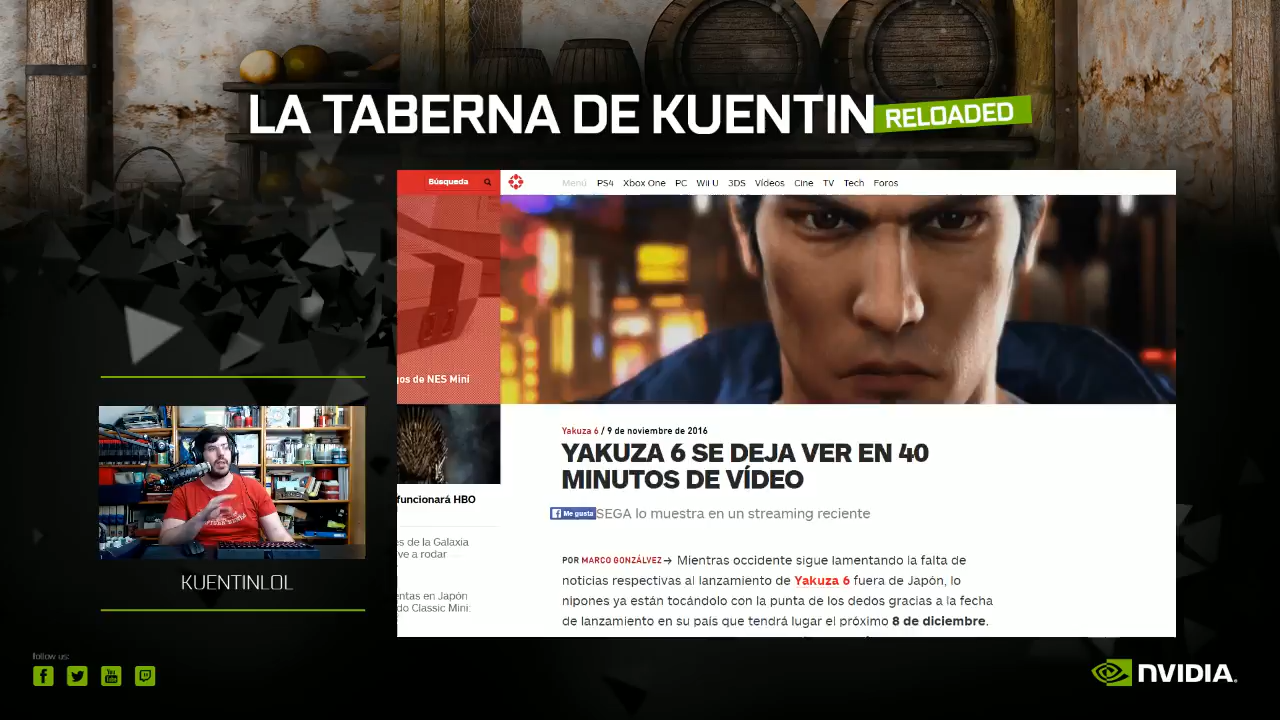 LA TABERNA DE KUENTIN RELOADED
Búsqueda
Menú PS4 Xbox One PC Wii U 3DS Vídeos Cine TV Tech Foros
gos de NES Mini
funcionará HBO
es de la Galaxia
ve a rodar
entas en Japón
do Classic Mini:
Yakuza 6 / 9 de noviembre de 2016
YAKUZA 6 SE DEJA VER EN 40
MINUTOS DE VÍDEO
Me gusta SEGA lo muestra en un streaming reciente
POR MARCO GONZÁLVEZ → Mientras occidente sigue lamentando la falta de
noticias respectivas al lanzamiento de Yakuza 6 fuera de Japón, lo
nipones ya están tocándolo con la punta de los dedos gracias a la fecha
de lanzamiento en su país que tendrá lugar el próximo 8 de diciembre.
KUENTINLOL
follow us:
NVIDIA.